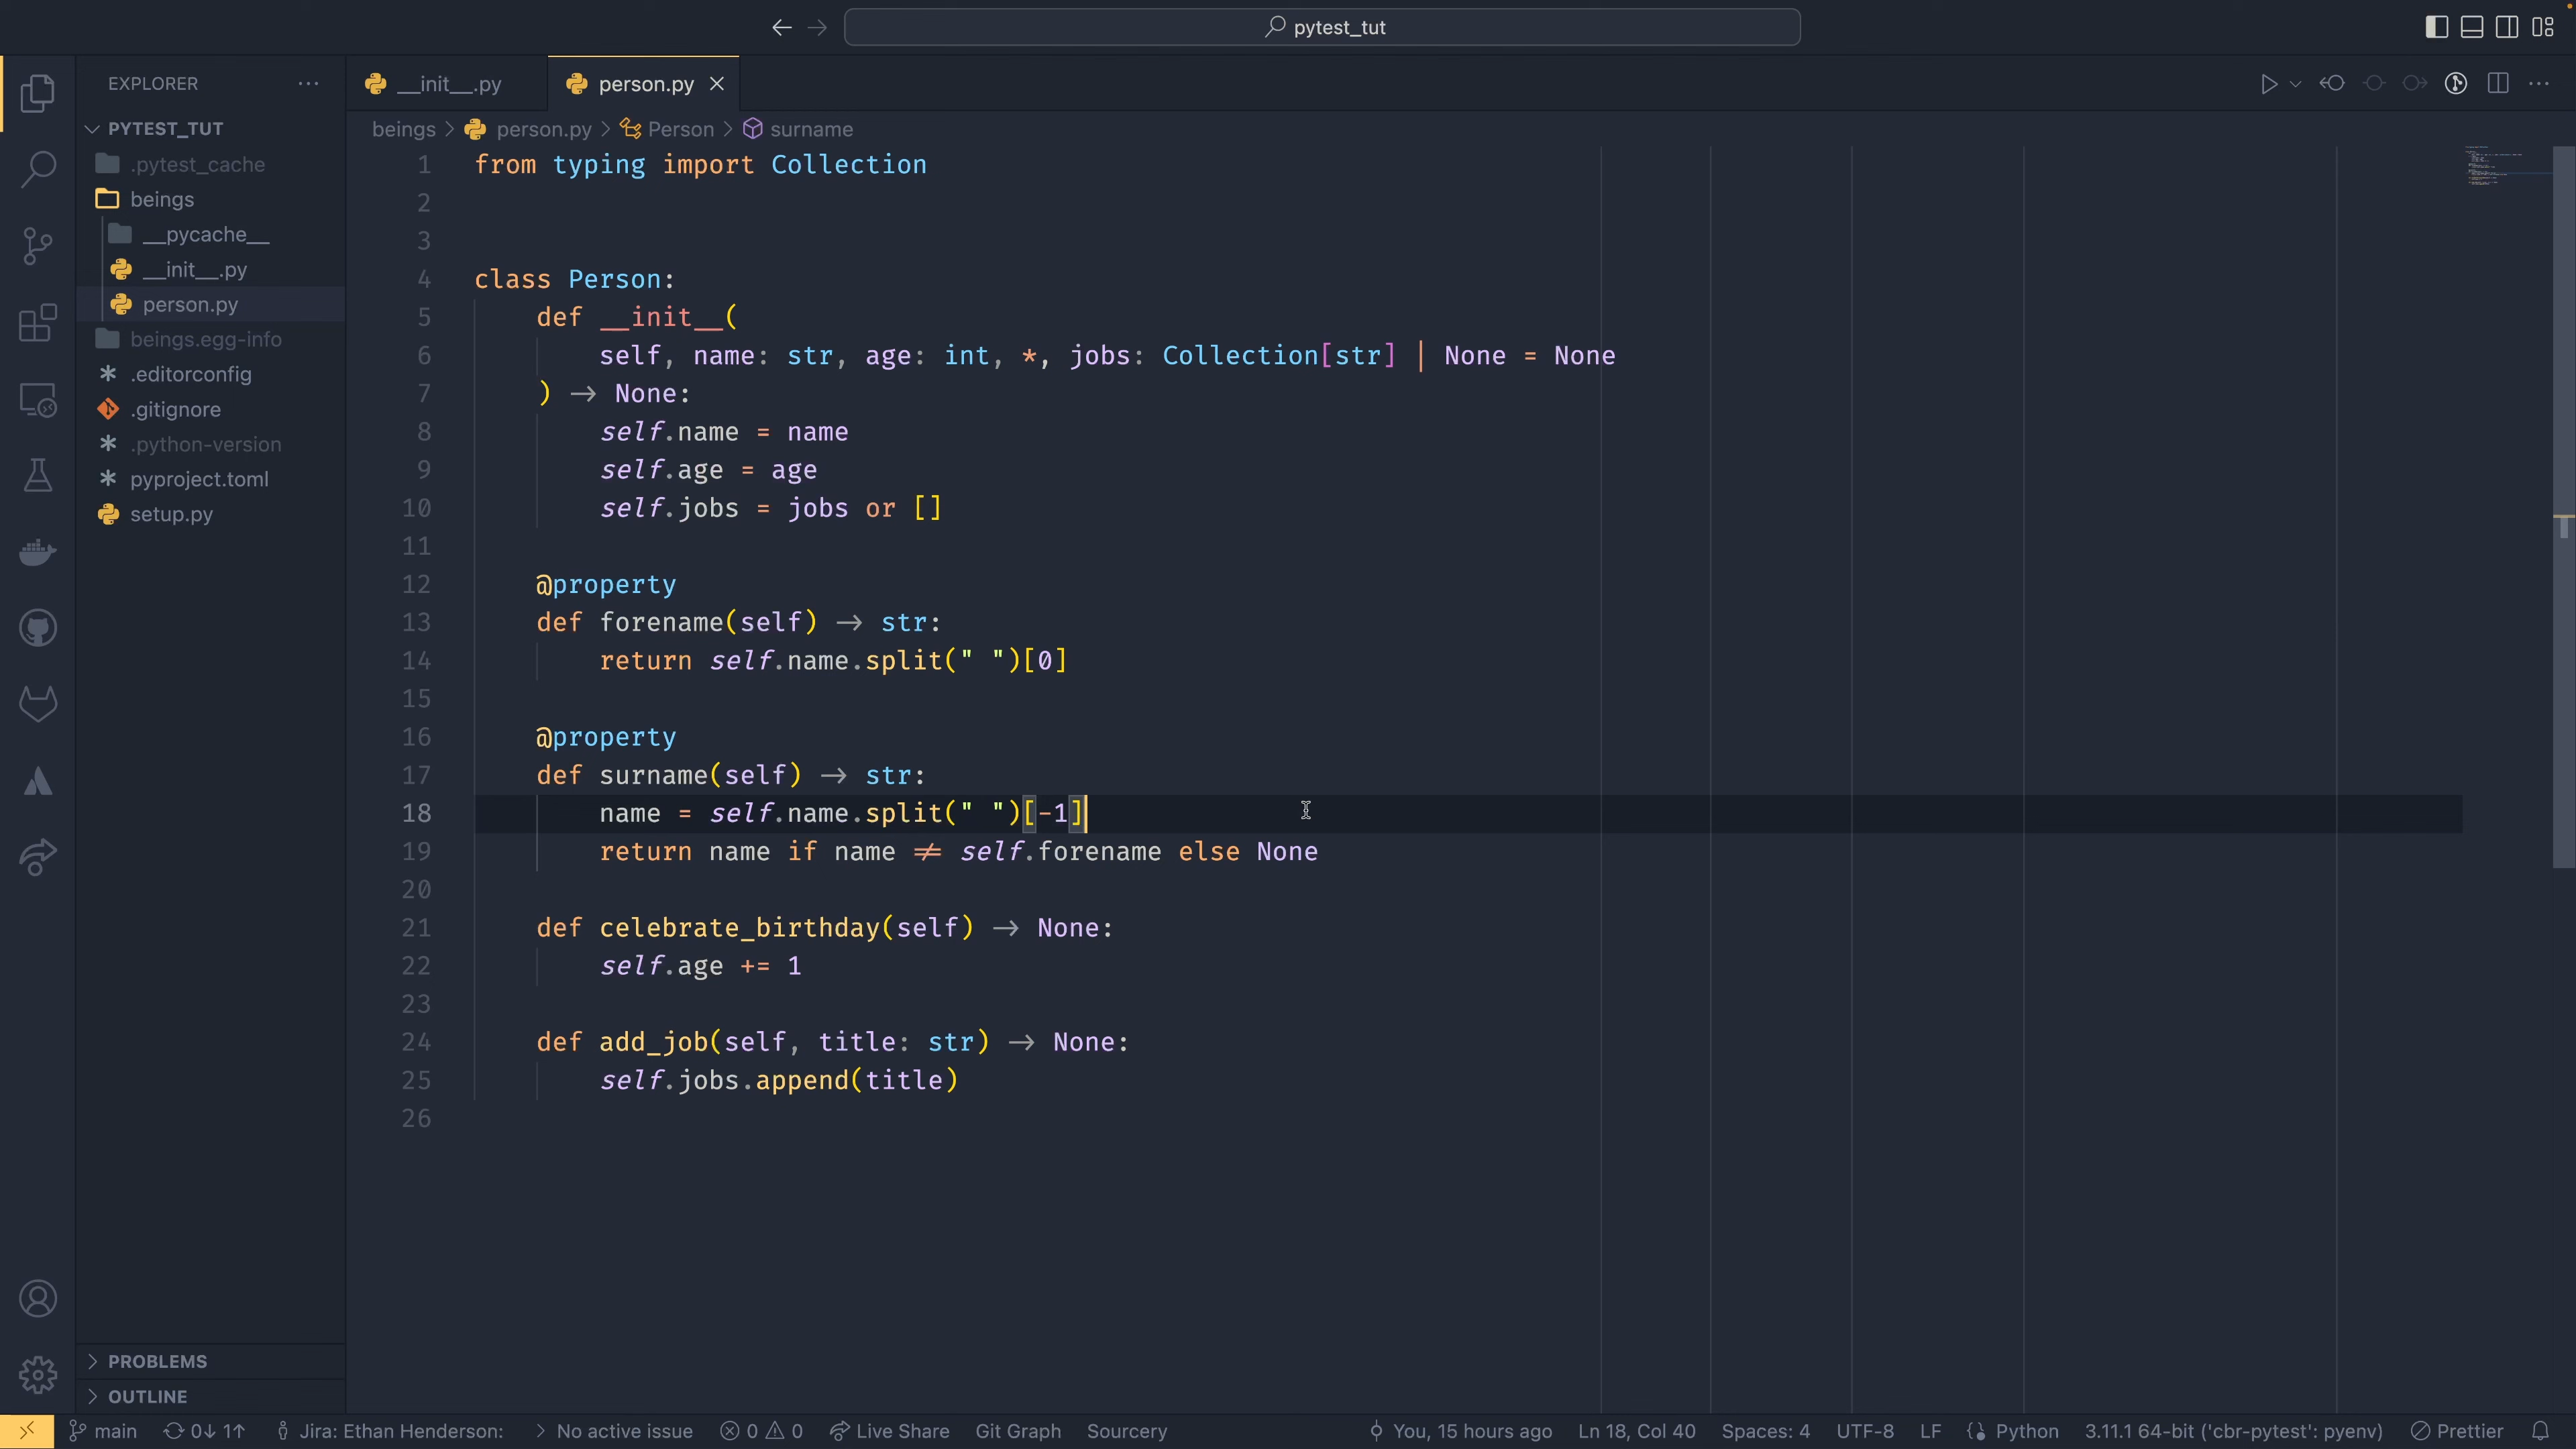 pytest_tut
EXPLORER
PYTEST_TUT
.pytest_cache
beings
__pycache__
__init__.py
person.py
beings.egg-info
.editorconfig
.gitignore
.python-version
pyproject.toml
setup.py
PROBLEMS
OUTLINE
__init__.py person.py
beings > person.py > Person > surname
1 from typing import Collection
2
3
4 class Person:
5     def __init__(
6         self, name: str, age: int, *, jobs: Collection[str] | None = None
7     ) -> None:
8         self.name = name
9         self.age = age
10         self.jobs = jobs or []
11
12     @property
13     def forename(self) -> str:
14         return self.name.split(" ")[0]
15
16     @property
17     def surname(self) -> str:
18         name = self.name.split(" ")[-1]
19         return name if name != self.forename else None
20
21     def celebrate_birthday(self) -> None:
22         self.age += 1
23
24     def add_job(self, title: str) -> None:
25         self.jobs.append(title)
26
main 0↓ 1↑ Jira: Ethan Henderson: > No active issue 0 0 Live Share Git Graph Sourcery You, 15 hours ago Ln 18, Col 40 Spaces: 4 UTF-8 LF Python 3.11.1 64-bit ('cbr-pytest': pyenv) Prettier